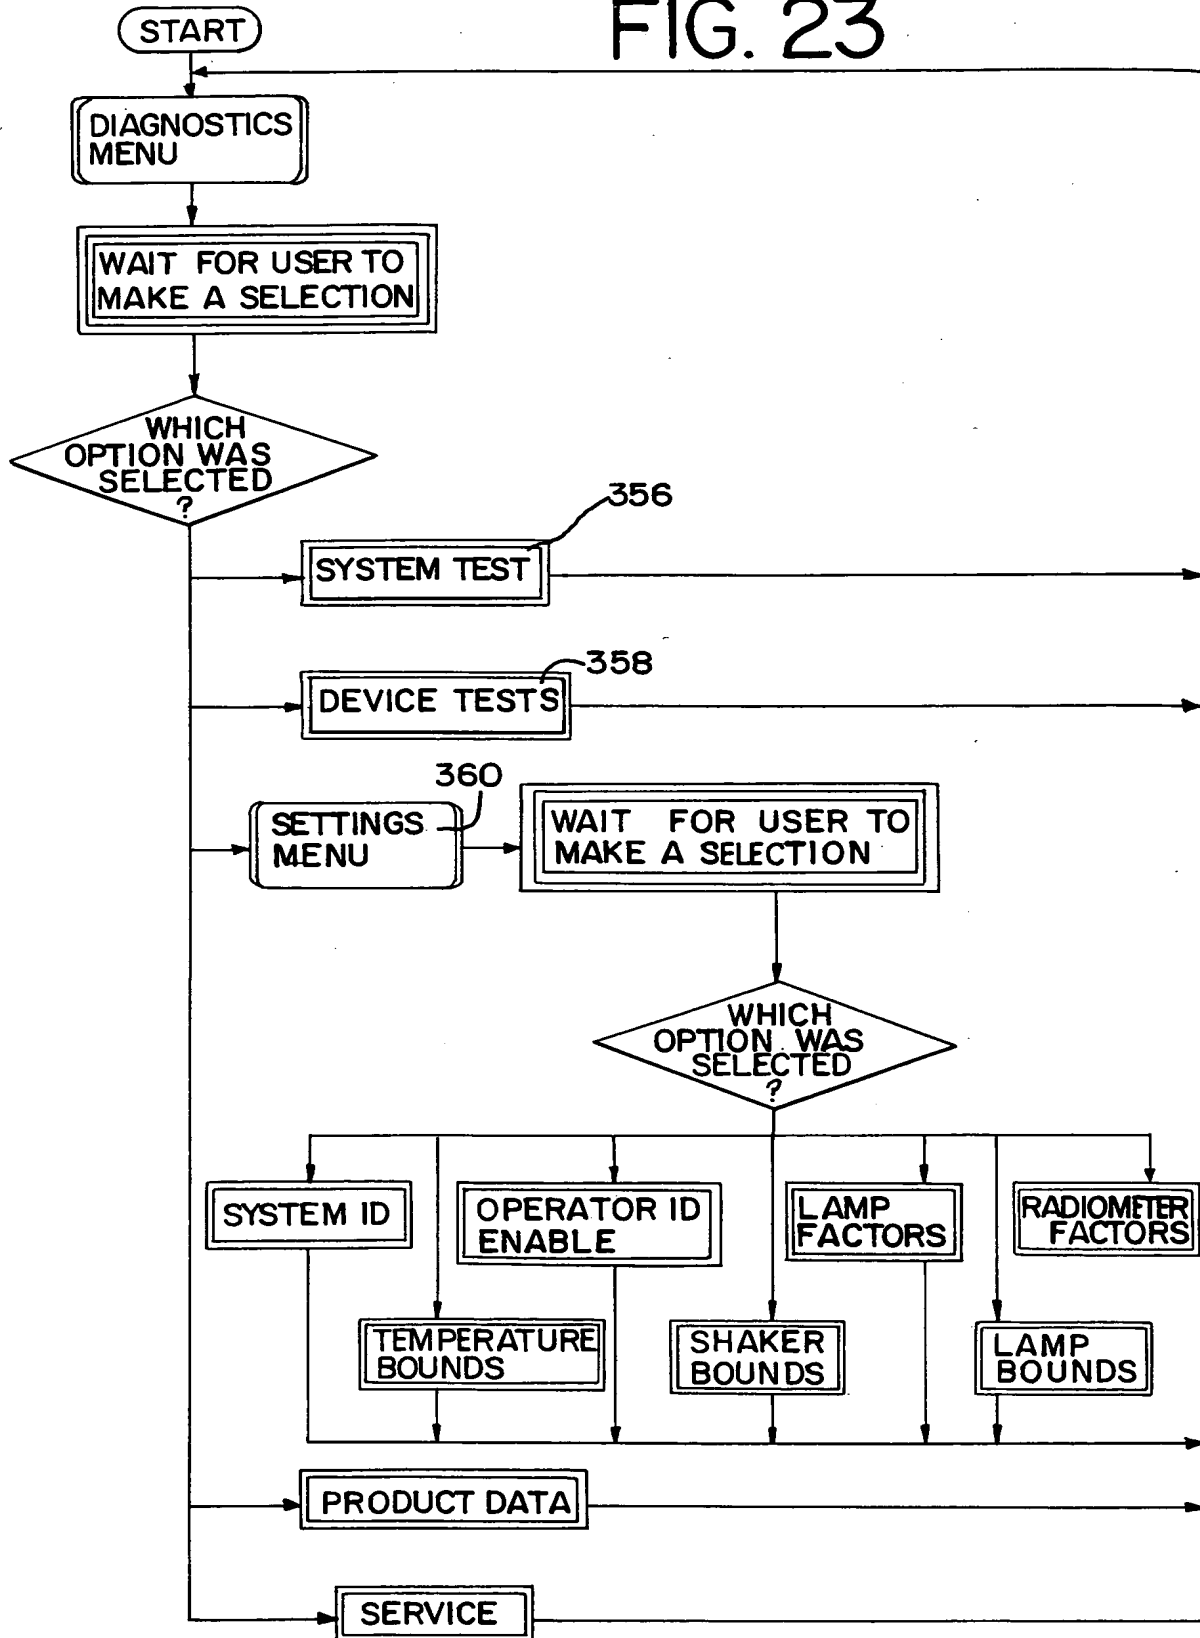 FIG. 23
START
DIAGNOSTICS
MENU
WAIT FOR USER TO
MAKE A SELECTION
WHICH
OPTION WAS
SELECTED
?
356
SYSTEM TEST
358
DEVICE TESTS
360
SETTINGS
MENU
WAIT FOR USER TO
MAKE A SELECTION
WHICH
OPTION WAS
SELECTED
?
SYSTEM ID
OPERATOR ID
ENABLE
LAMP
FACTORS
RADIOMETER
FACTORS
TEMPERATURE
BOUNDS
SHAKER
BOUNDS
LAMP
BOUNDS
PRODUCT DATA
SERVICE